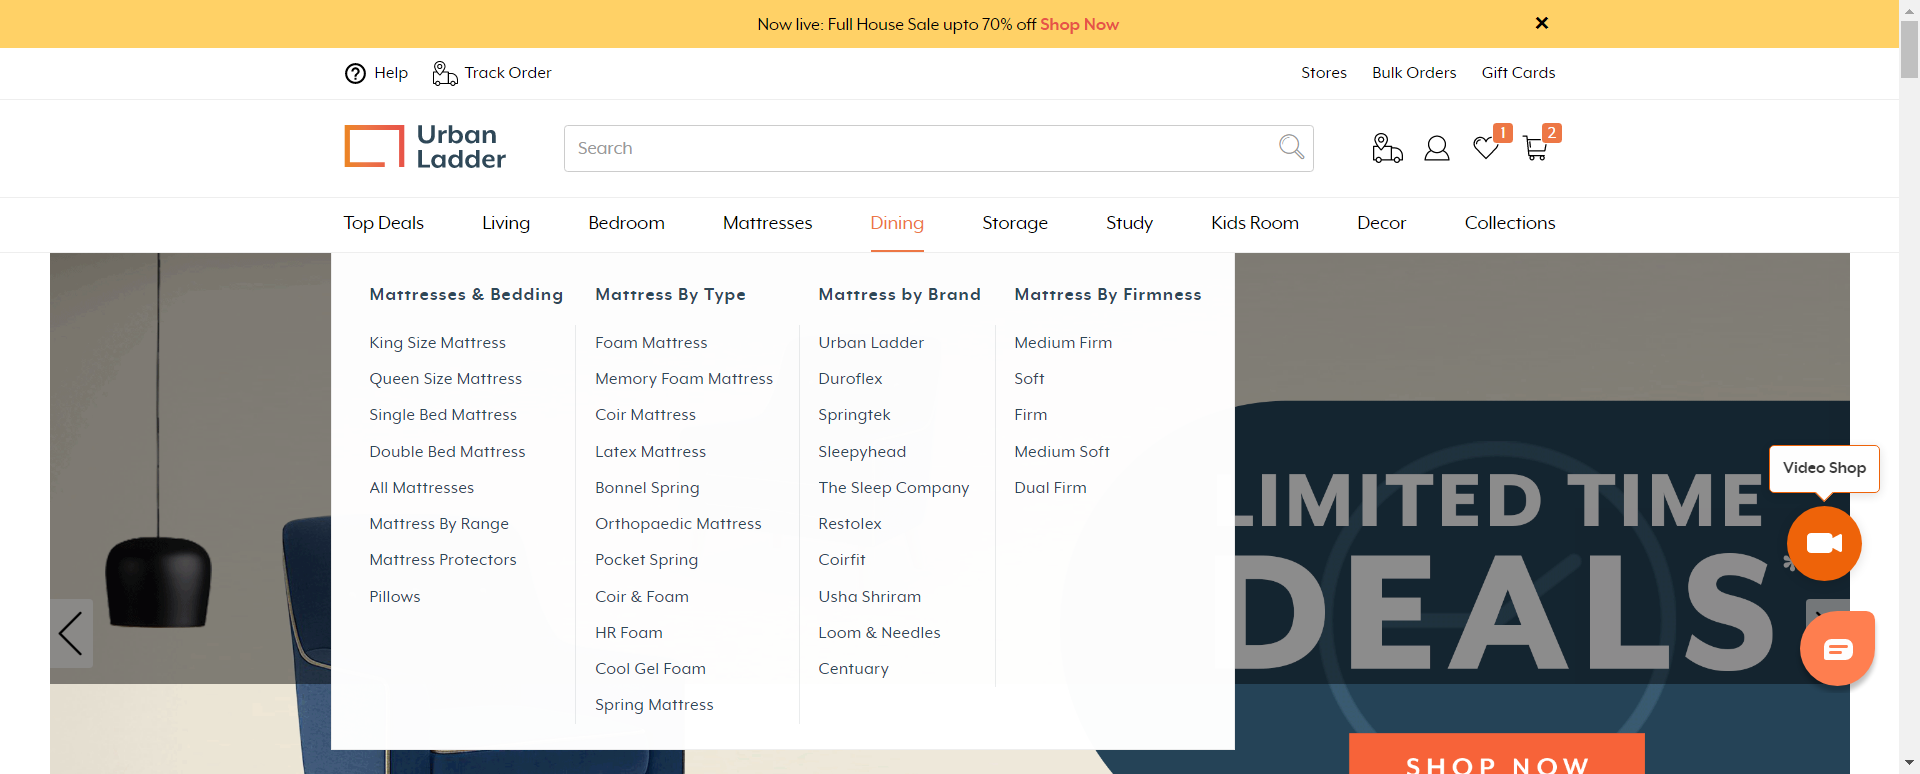 Now live: Full House Sale upto 70% off Shop Now
Help
Track Order
Stores
Bulk Orders
Gift Cards
Urban
Ladder
Search
1
2
Top Deals
Living
Bedroom
Mattresses
Dining
Storage
Study
Kids Room
Decor
Collections
Mattresses & Bedding
King Size Mattress
Queen Size Mattress
Single Bed Mattress
Double Bed Mattress
All Mattresses
Mattress By Range
Mattress Protectors
Pillows
Mattress By Type
Foam Mattress
Memory Foam Mattress
Coir Mattress
Latex Mattress
Bonnel Spring
Orthopaedic Mattress
Pocket Spring
Coir & Foam
HR Foam
Cool Gel Foam
Spring Mattress
Mattress by Brand
Urban Ladder
Duroflex
Springtek
Sleepyhead
The Sleep Company
Restolex
Coirfit
Usha Shriram
Loom & Needles
Centuary
Mattress By Firmness
Medium Firm
Soft
Firm
Medium Soft
Dual Firm
LIMITED TIME
DEALS*
SHOP NOW
Video Shop